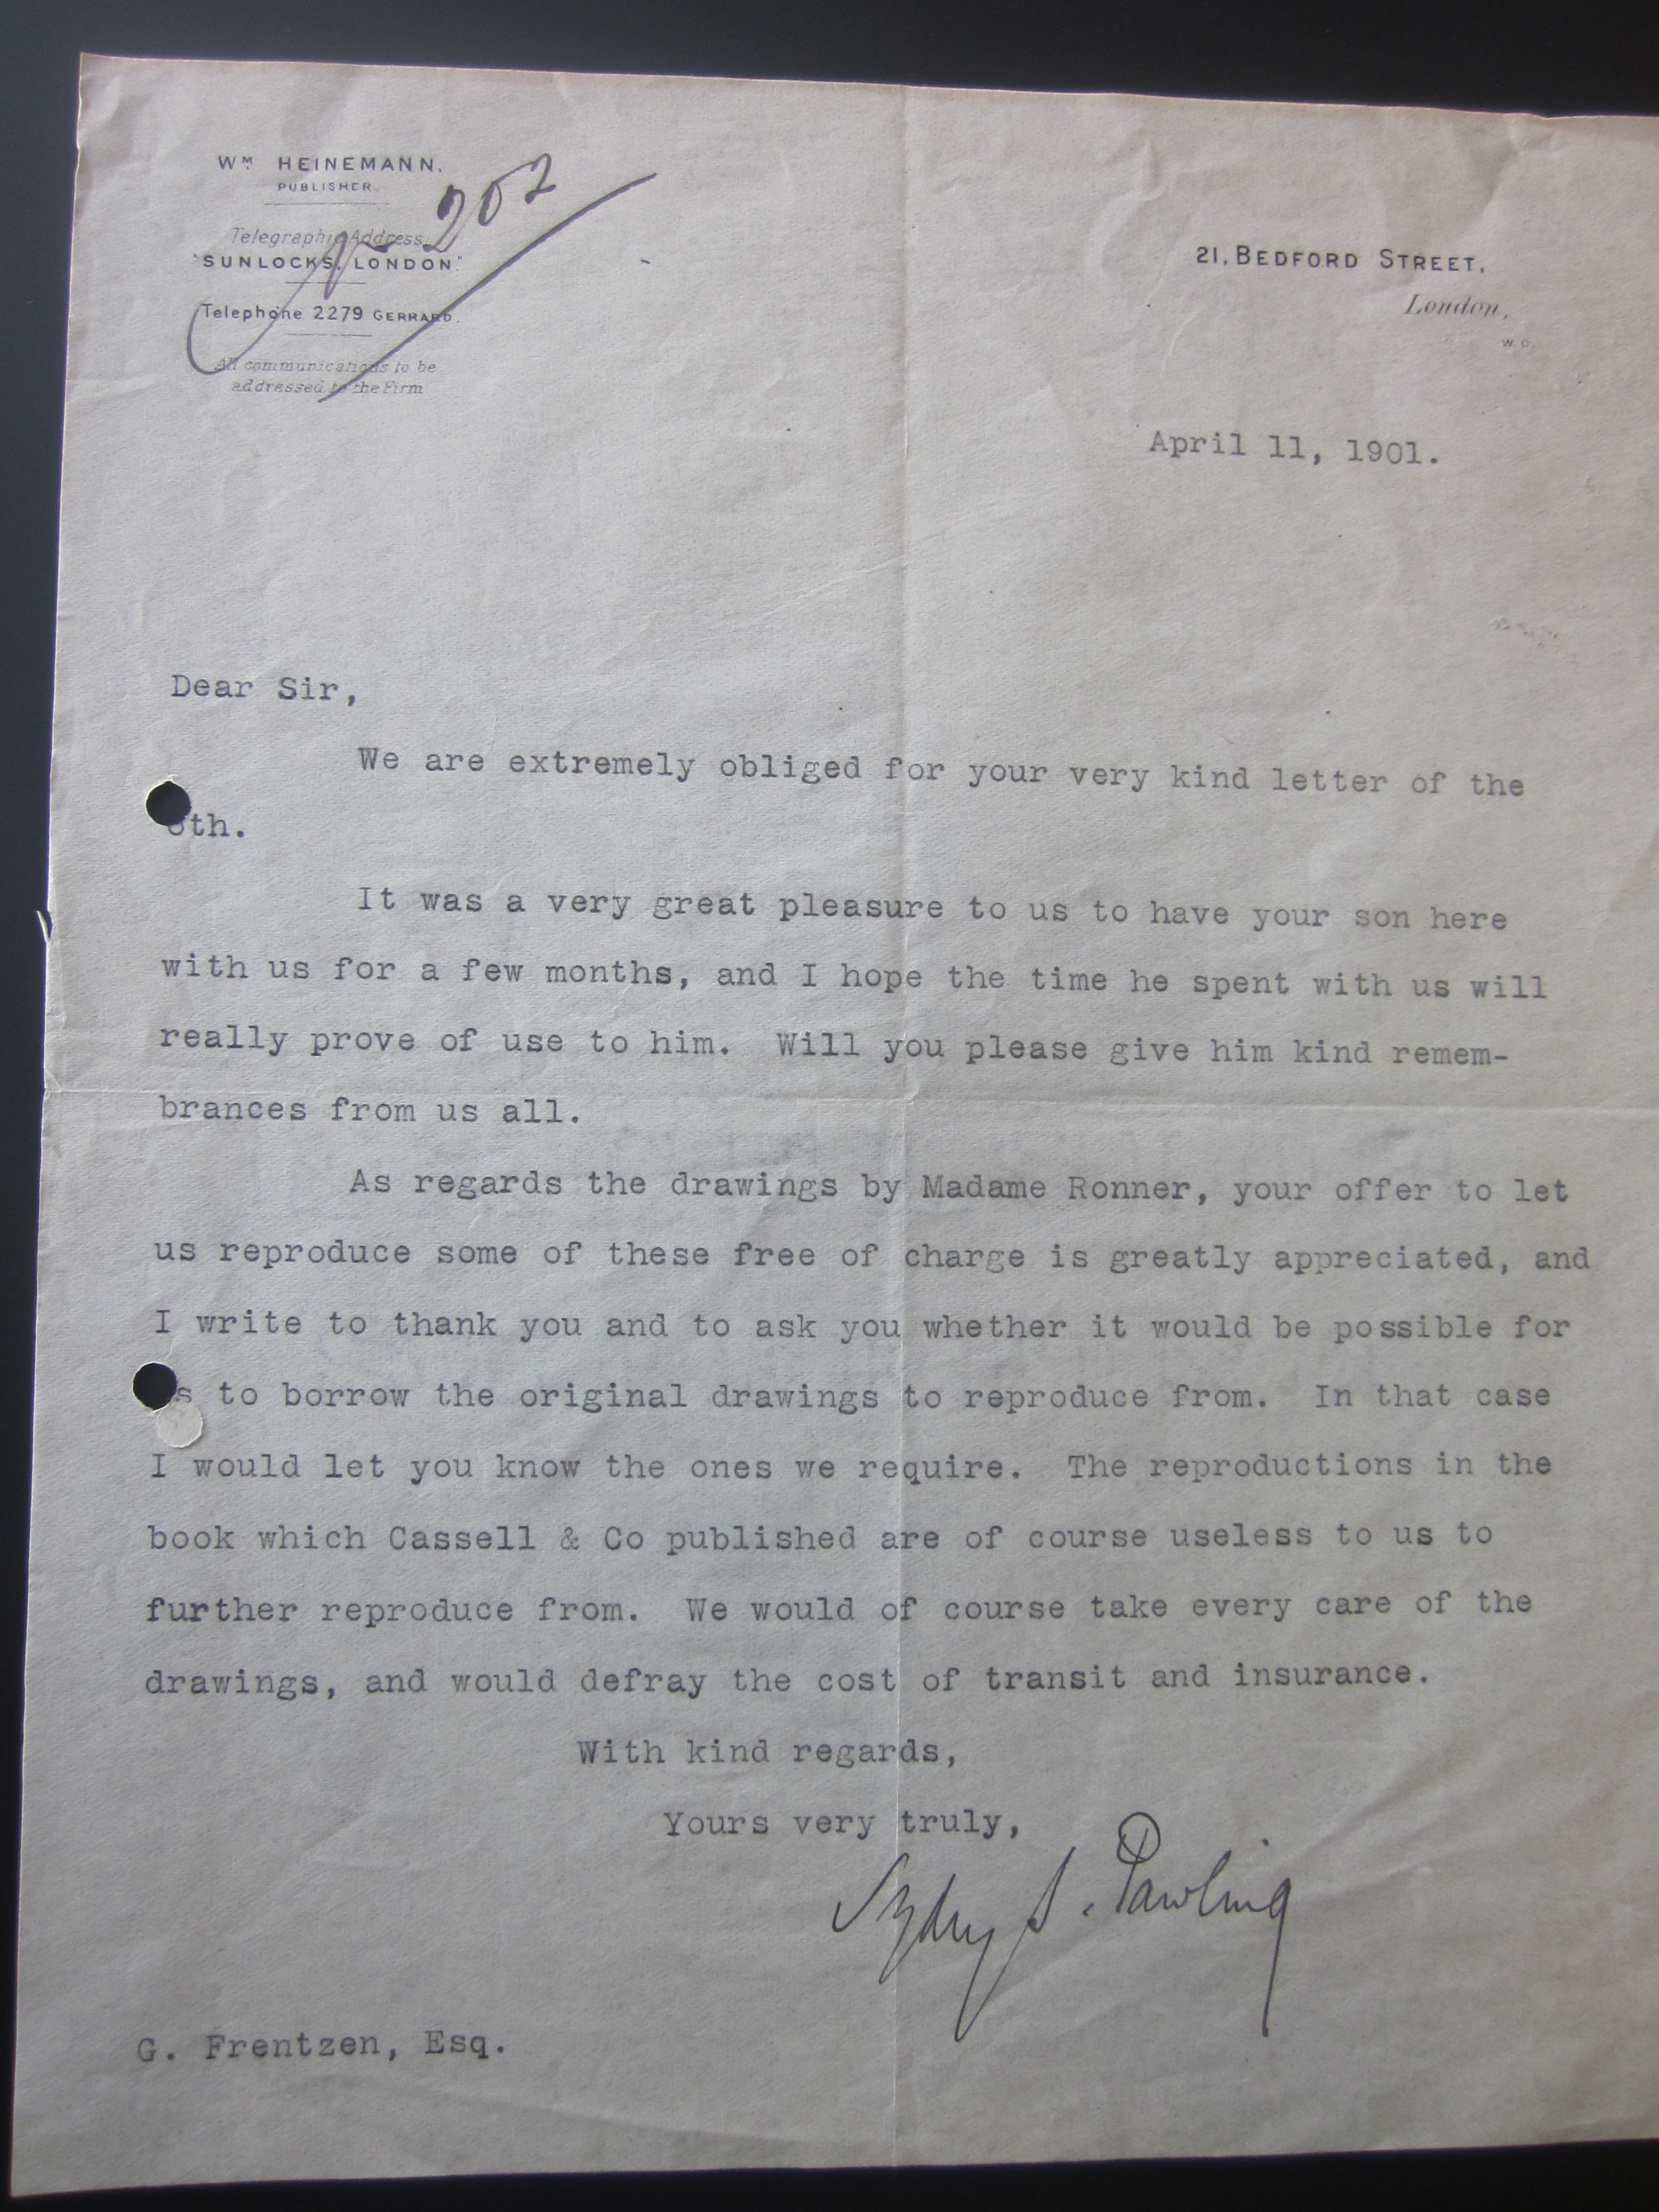 Wm. HEINEMANN.
PUBLISHER.
202
Telegraphic Address,
"SUNLOCKS, LONDON."
Telephone 2279 GERRARD.
All communications to be
addressed to the Firm
21, BEDFORD STREET,
London,
W.C.
April 11, 1901.
Dear Sir,
We are extremely obliged for your very kind letter of the
th.
It was a very great pleasure to us to have your son here
with us for a few months, and I hope the time he spent with us will
really prove of use to him. Will you please give him kind remem-
brances from us all.
As regards the drawings by Madame Ronner, your offer to let
us reproduce some of these free of charge is greatly appreciated, and
I write to thank you and to ask you whether it would be possible for
us to borrow the original drawings to reproduce from. In that case
I would let you know the ones we require. The reproductions in the
book which Cassell & Co published are of course useless to us to
further reproduce from. We would of course take every care of the
drawings, and would defray the cost of transit and insurance.
With kind regards,
Yours very truly,
Sydney S. Pawling
G. Frentzen, Esq.